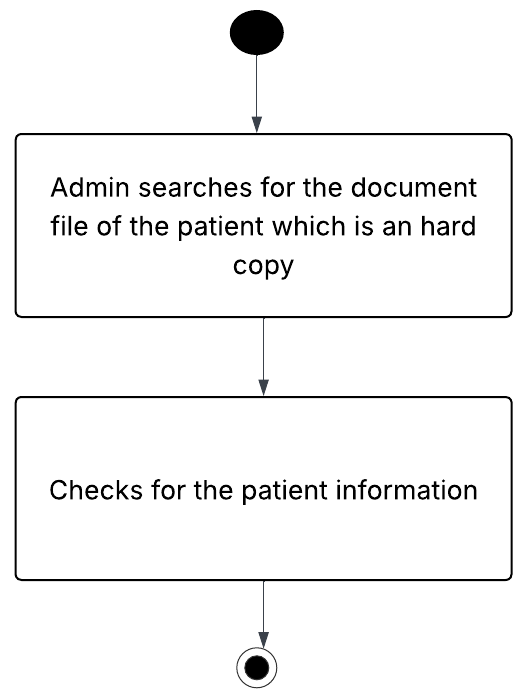 Admin searches for the document
file of the patient which is an hard
copy
Checks for the patient information